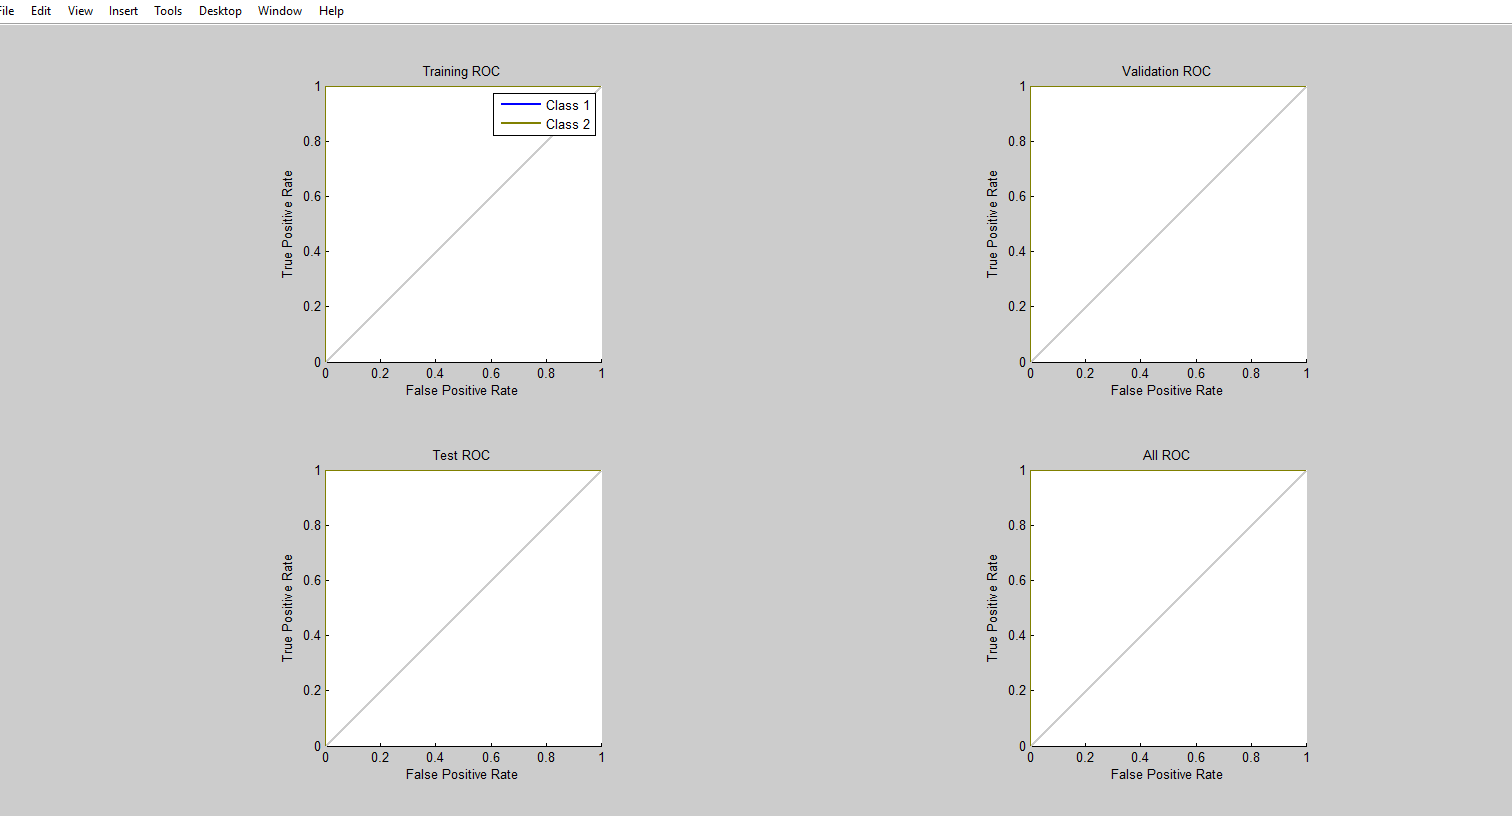 File Edit View Insert Tools Desktop Window Help
Training ROC
1
0.8
0.6
0.4
0.2
0
True Positive Rate
Class 1
Class 2
0 0.2 0.4 0.6 0.8 1
False Positive Rate
Validation ROC
1
0.8
0.6
0.4
0.2
0
True Positive Rate
0 0.2 0.4 0.6 0.8 1
False Positive Rate
Test ROC
1
0.8
0.6
0.4
0.2
0
True Positive Rate
0 0.2 0.4 0.6 0.8 1
False Positive Rate
All ROC
1
0.8
0.6
0.4
0.2
0
True Positive Rate
0 0.2 0.4 0.6 0.8 1
False Positive Rate